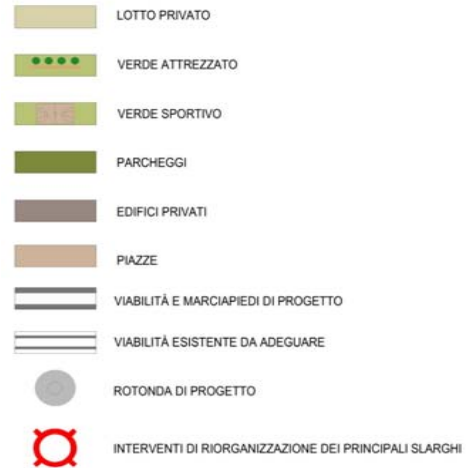 LOTTO PRIVATO
VERDE ATTREZZATO
VERDE SPORTIVO
PARCHEGGI
EDIFICI PRIVATI
PIAZZE
VIABILITÀ E MARCIAPIEDI DI PROGETTO
VIABILITÀ ESISTENTE DA ADEGUARE
ROTONDA DI PROGETTO
INTERVENTI DI RIORGANIZZAZIONE DEI PRINCIPALI SLARGHI